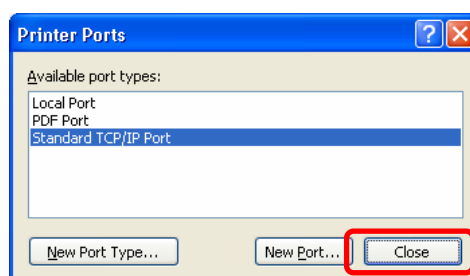 Printer Ports
Available port types:
Local Port
PDF Port
Standard TCP/IP Port
New Port Type... New Port... Close